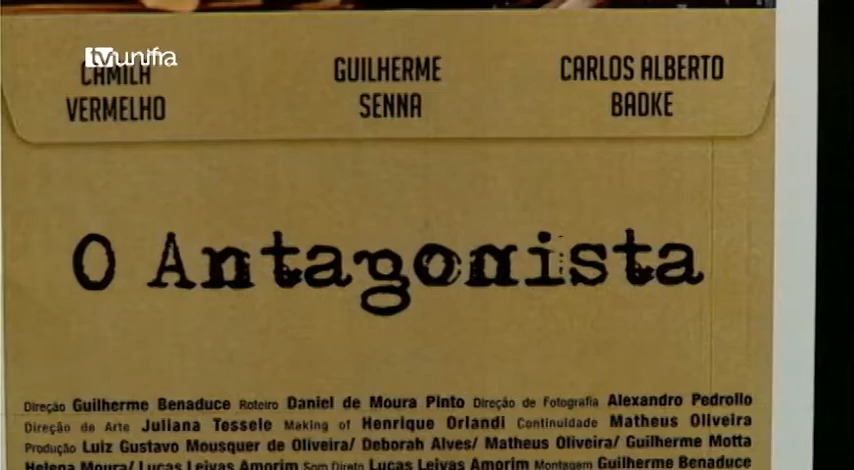 tvunifra
CAMILA
VERMELHO
GUILHERME
SENNA
CARLOS ALBERTO
BADKE
O Antagonista
Direção Guilherme Benaduce Roteiro Daniel de Moura Pinto Direção de Fotografia Alexandro Pedrollo
Direção de Arte Juliana Tessele Making of Henrique Orlandi Continuidade Matheus Oliveira
Produção Luiz Gustavo Mousquer de Oliveira/ Deborah Alves/ Matheus Oliveira/ Guilherme Motta
Helena Moura/ Lucas Leivas Amorim Som Direto Lucas Leivas Amorim Montagem Guilherme Benaduce